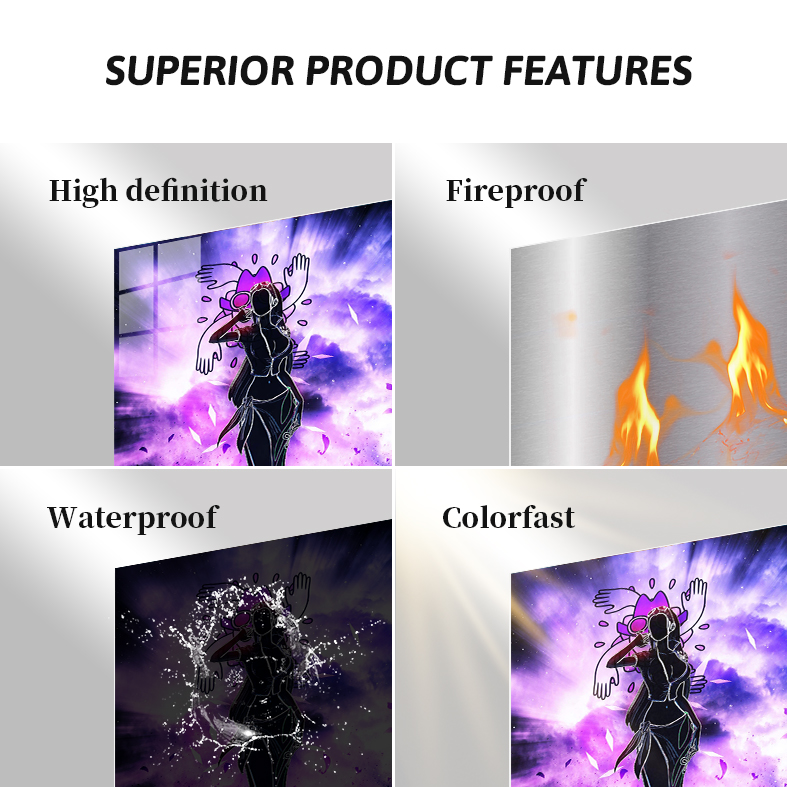 SUPERIOR PRODUCT FEATURES
High definition
Fireproof
Waterproof
Colorfast